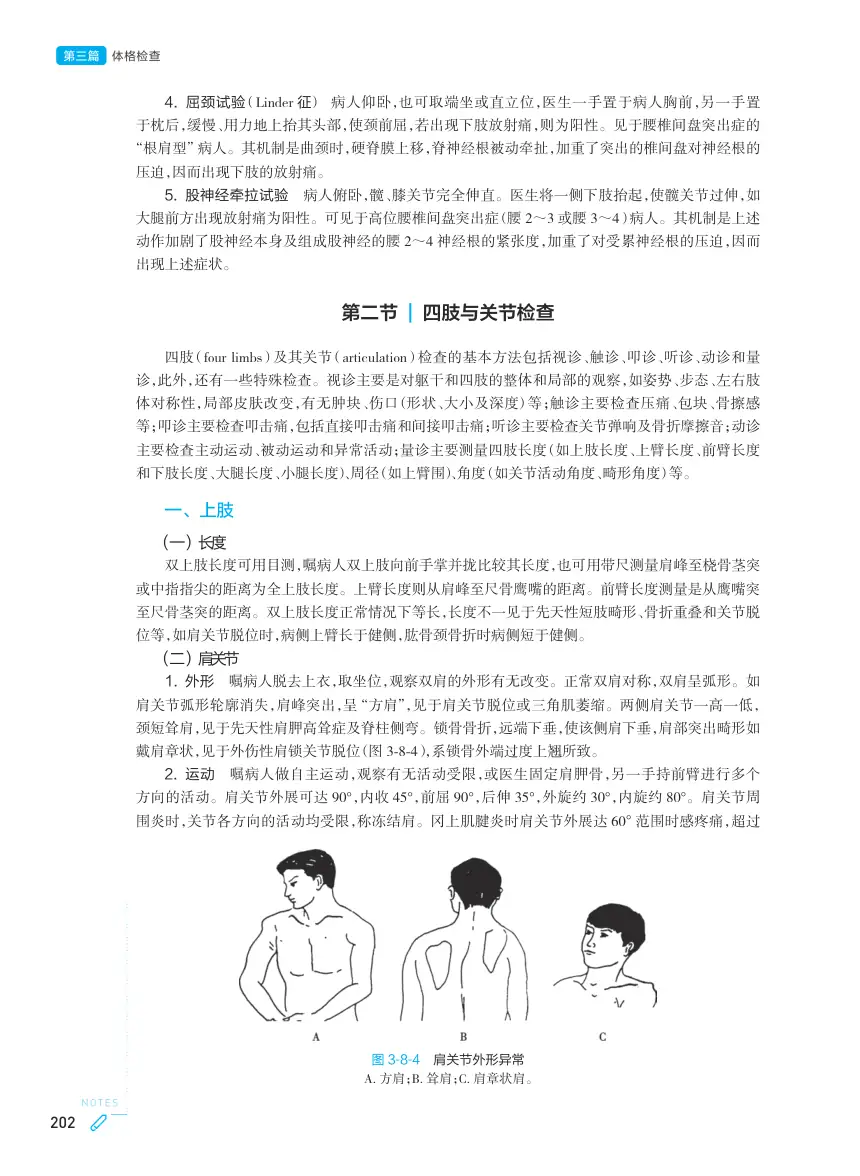 第三篇 体格检查
4. 屈颈试验(Linder 征) 病人仰卧,也可取端坐或直立位,医生一手置于病人胸前,另一手置
于枕后,缓慢、用力地上抬其头部,使颈前屈,若出现下肢放射痛,则为阳性。见于腰椎间盘突出症的
“根肩型”病人。其机制是曲颈时,硬脊膜上移,脊神经根被动牵扯,加重了突出的椎间盘对神经根的
压迫,因而出现下肢的放射痛。
5. 股神经牵拉试验 病人俯卧,髋、膝关节完全伸直。医生将一侧下肢抬起,使髋关节过伸,如
大腿前方出现放射痛为阳性。可见于高位腰椎间盘突出症(腰 2～3 或腰 3～4)病人。其机制是上述
动作加剧了股神经本身及组成股神经的腰 2～4 神经根的紧张度,加重了对受累神经根的压迫,因而
出现上述症状。
第二节 | 四肢与关节检查
四肢(four limbs)及其关节(articulation)检查的基本方法包括视诊、触诊、叩诊、听诊、动诊和量
诊,此外,还有一些特殊检查。视诊主要是对躯干和四肢的整体和局部的观察,如姿势、步态、左右肢
体对称性,局部皮肤改变,有无肿块、伤口(形状、大小及深度)等;触诊主要检查压痛、包块、骨擦感
等;叩诊主要检查叩击痛,包括直接叩击痛和间接叩击痛;听诊主要检查关节弹响及骨折摩擦音;动诊
主要检查主动运动、被动运动和异常活动;量诊主要测量四肢长度(如上肢长度、上臂长度、前臂长度
和下肢长度、大腿长度、小腿长度)、周径(如上臂围)、角度(如关节活动角度、畸形角度)等。
一、上肢
(一)长度
双上肢长度可用目测,嘱病人双上肢向前手掌并拢比较其长度,也可用带尺测量肩峰至桡骨茎突
或中指指尖的距离为全上肢长度。上臂长度则从肩峰至尺骨鹰嘴的距离。前臂长度测量是从鹰嘴突
至尺骨茎突的距离。双上肢长度正常情况下等长,长度不一见于先天性短肢畸形、骨折重叠和关节脱
位等,如肩关节脱位时,病侧上臂长于健侧,肱骨颈骨折时病侧短于健侧。
(二)肩关节
1. 外形 嘱病人脱去上衣,取坐位,观察双肩的外形有无改变。正常双肩对称,双肩呈弧形。如
肩关节弧形轮廓消失,肩峰突出,呈“方肩”,见于肩关节脱位或三角肌萎缩。两侧肩关节一高一低,
颈短耸肩,见于先天性肩胛高耸症及脊柱侧弯。锁骨骨折,远端下垂,使该侧肩下垂,肩部突出畸形如
戴肩章状,见于外伤性肩锁关节脱位(图 3-8-4),系锁骨外端过度上翘所致。
2. 运动 嘱病人做自主运动,观察有无活动受限,或医生固定肩胛骨,另一手持前臂进行多个
方向的活动。肩关节外展可达 90°,内收 45°,前屈 90°,后伸 35°,外旋约 30°,内旋约 80°。肩关节周
围炎时,关节各方向的活动均受限,称冻结肩。冈上肌腱炎时肩关节外展达 60° 范围时感疼痛,超过
A B C
图 3-8-4 肩关节外形异常
A. 方肩;B. 耸肩;C. 肩章状肩。
NOTES
202